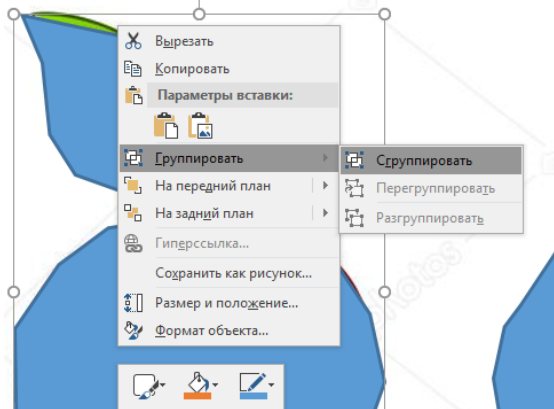 Вырезать
Копировать
Параметры вставки:
Группировать
Сгруппировать
На передний план
Перегруппировать
На задний план
Разгруппировать
Гиперссылка...
Сохранить как рисунок...
Размер и положение...
Формат объекта...